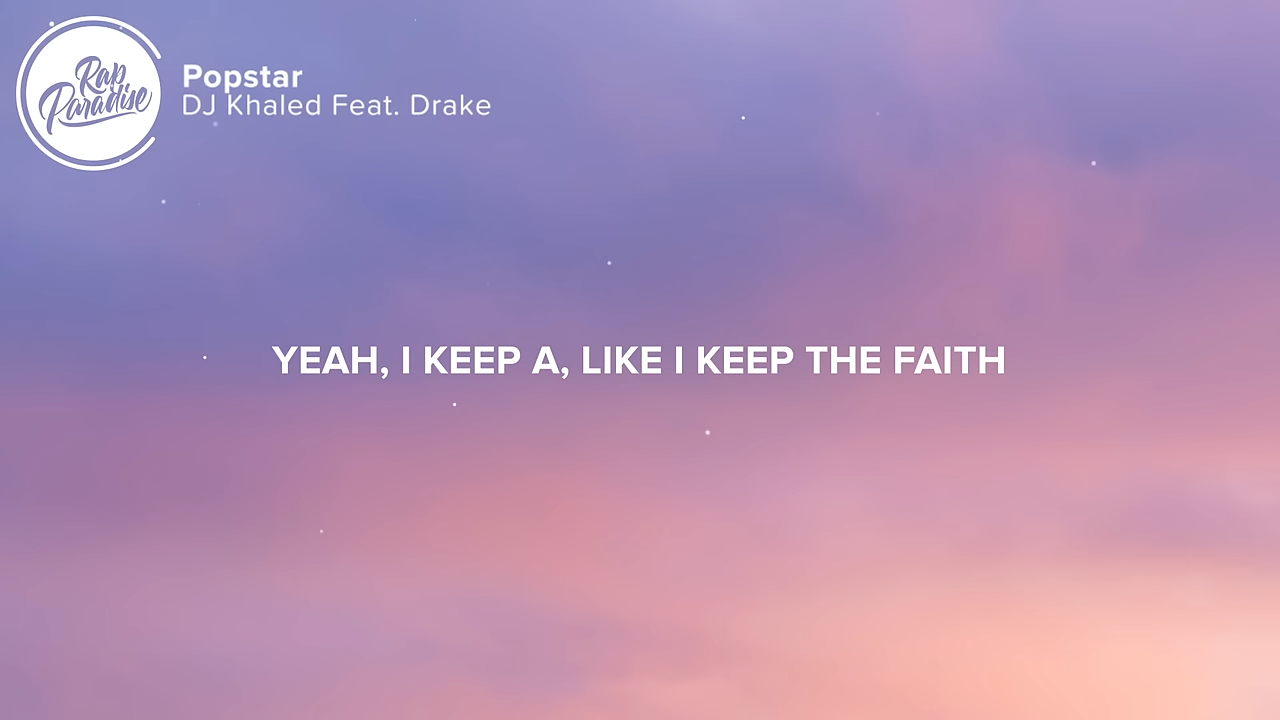 Rap
Paradise
Popstar
DJ Khaled Feat. Drake
YEAH, I KEEP A, LIKE I KEEP THE FAITH